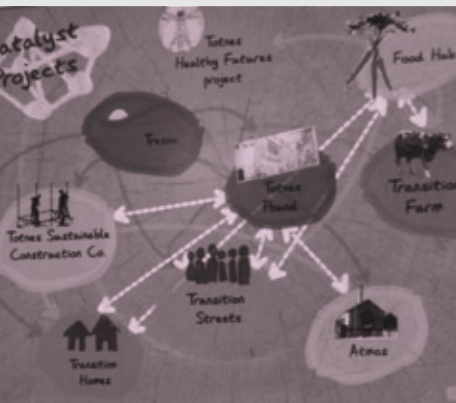 Catalyst
Projects
Totnes
Healthy Futures
project
Food Hub
Totnes
Pound
Transition
Farm
Totnes Sustainable
Construction Co.
Transition
Streets
Atmos
Transition
Homes